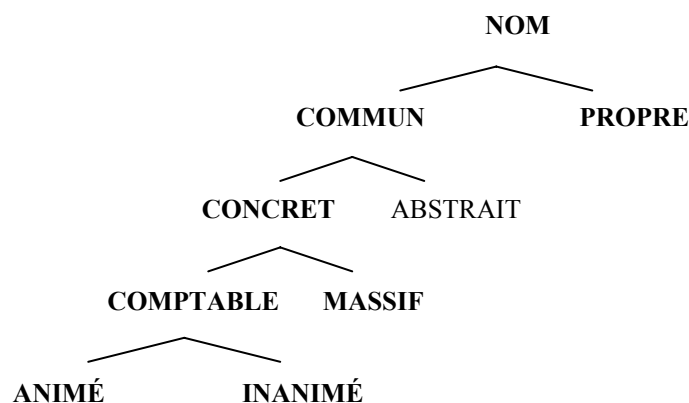 NOM
COMMUN PROPRE
CONCRET ABSTRAIT
COMPTABLE MASSIF
ANIMÉ INANIMÉ